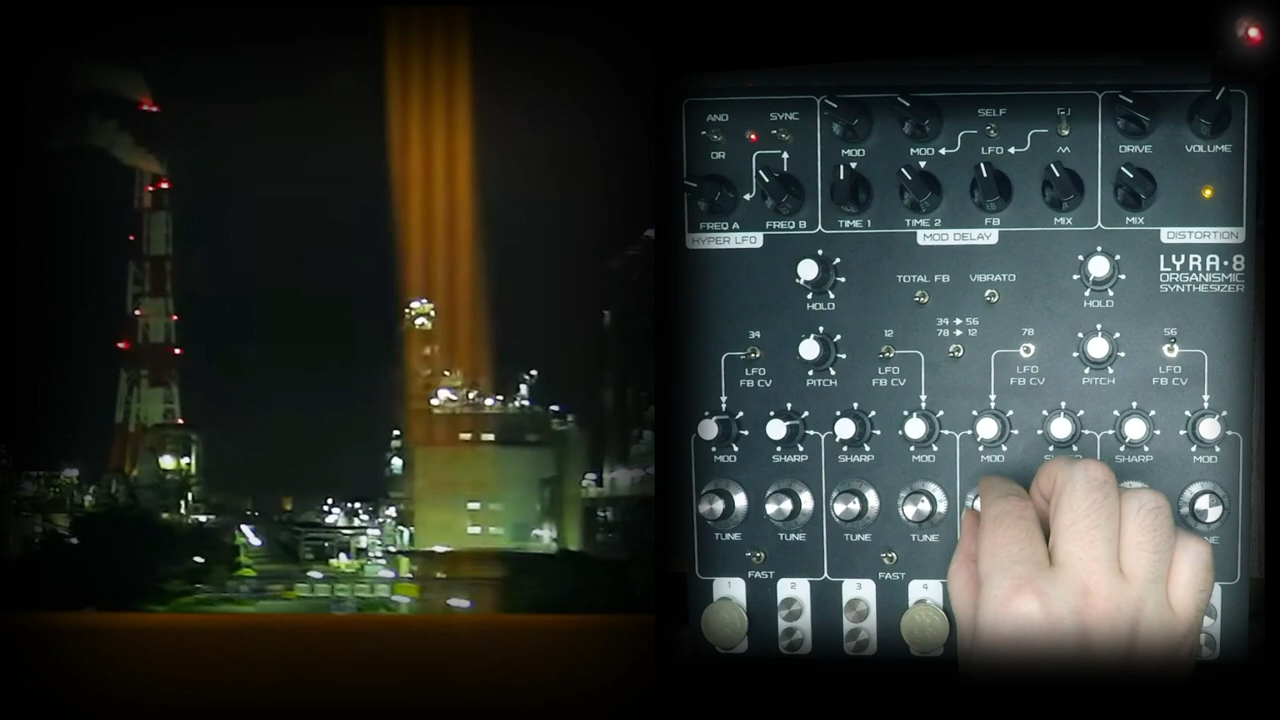 AND
SYNC
SELF
OR
MOD
MOD
LFO
DRIVE
VOLUME
FREQ A
FREQ B
TIME 1
TIME 2
FB
MIX
MIX
HYPER LFO
MOD DELAY
DISTORTION
LYRA-8
ORGANISMIC
SYNTHESIZER
TOTAL FB
VIBRATO
HOLD
HOLD
34
12
34 → 56
78 → 12
78
56
LFO
FB CV
PITCH
LFO
FB CV
LFO
FB CV
PITCH
LFO
FB CV
MOD
SHARP
SHARP
MOD
MOD
SHARP
SHARP
MOD
TUNE
TUNE
TUNE
TUNE
FAST
FAST
1
2
3
4